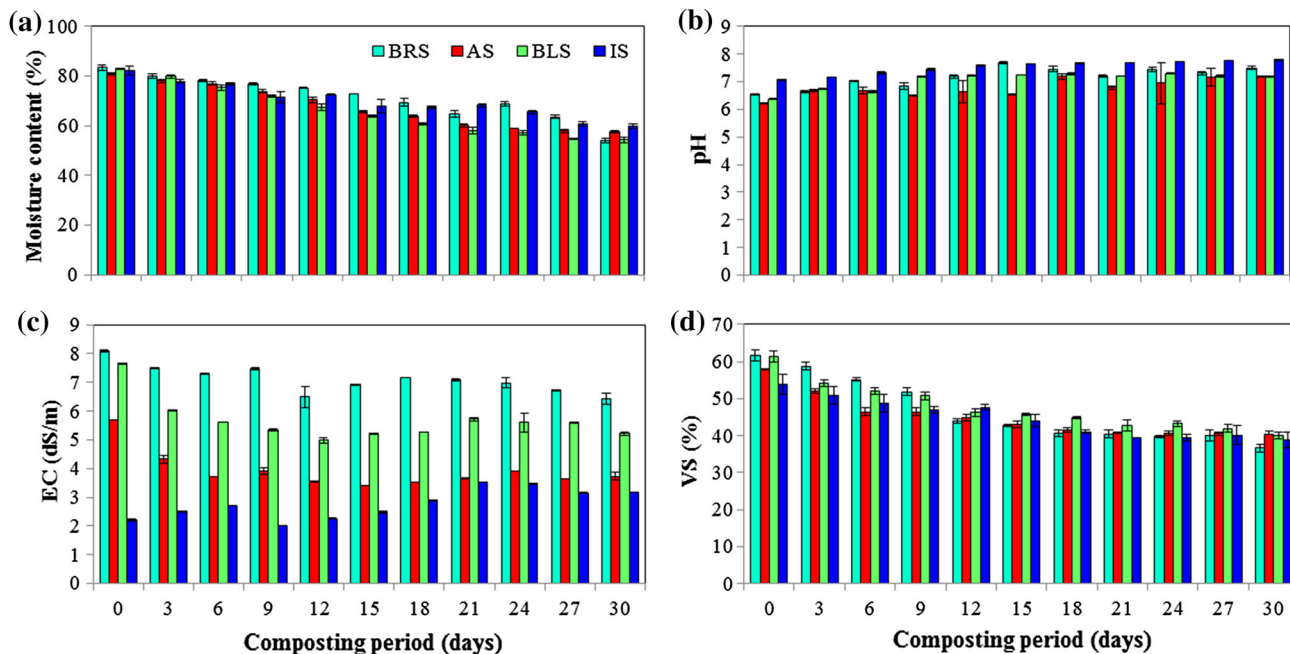 (a)
100
80
60
40
20
0
Moisture content (%)
BRS AS BLS IS
(b)
9
8
7
6
5
4
3
2
1
0
pH
(c)
9
8
7
6
5
4
3
2
1
0
EC (dS/m)
0 3 6 9 12 15 18 21 24 27 30
Composting period (days)
(d)
70
60
50
40
30
20
10
0
VS (%)
0 3 6 9 12 15 18 21 24 27 30
Composting period (days)